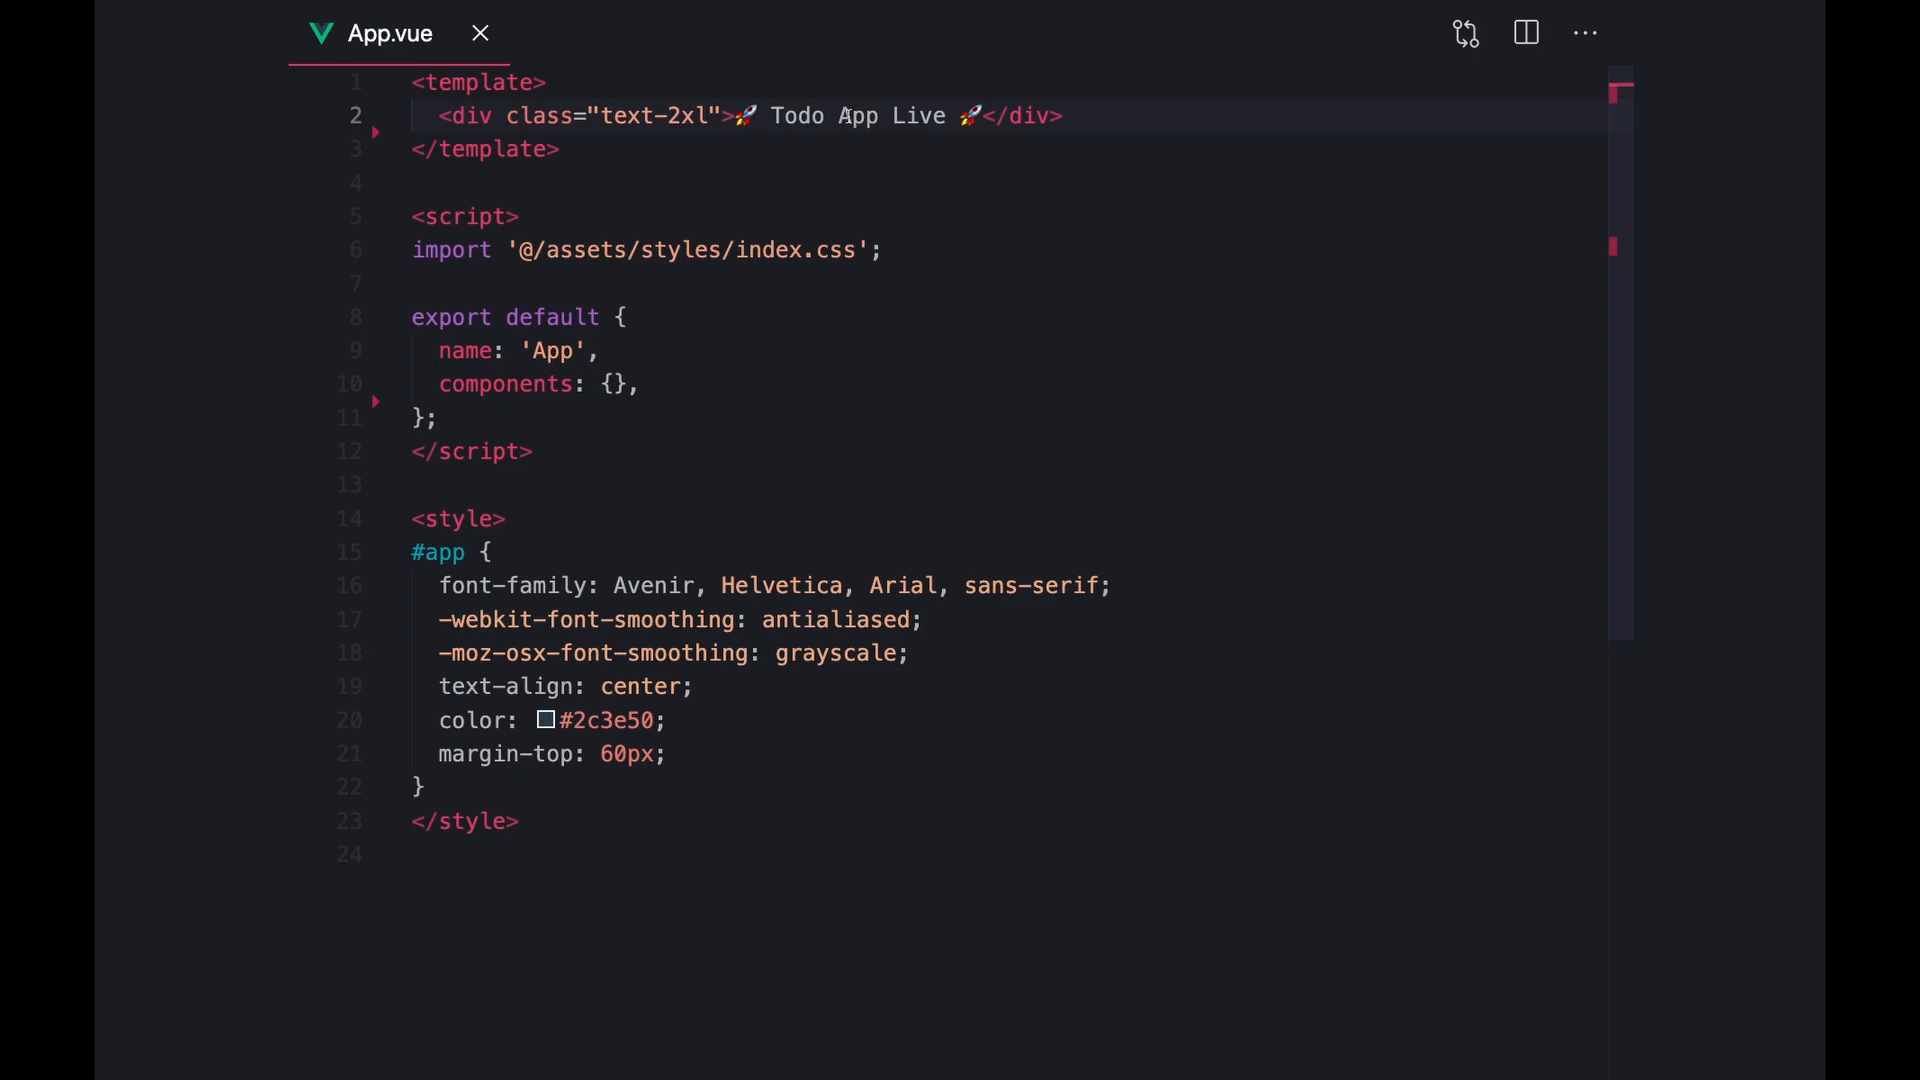 App.vue
1 <template>
2 <div class="text-2xl">🚀 Todo App Live 🚀</div>
3 </template>
4
5 <script>
6 import '@/assets/styles/index.css';
7
8 export default {
9 name: 'App',
10 components: {},
11 };
12 </script>
13
14 <style>
15 #app {
16 font-family: Avenir, Helvetica, Arial, sans-serif;
17 -webkit-font-smoothing: antialiased;
18 -moz-osx-font-smoothing: grayscale;
19 text-align: center;
20 color: #2c3e50;
21 margin-top: 60px;
22 }
23 </style>
24